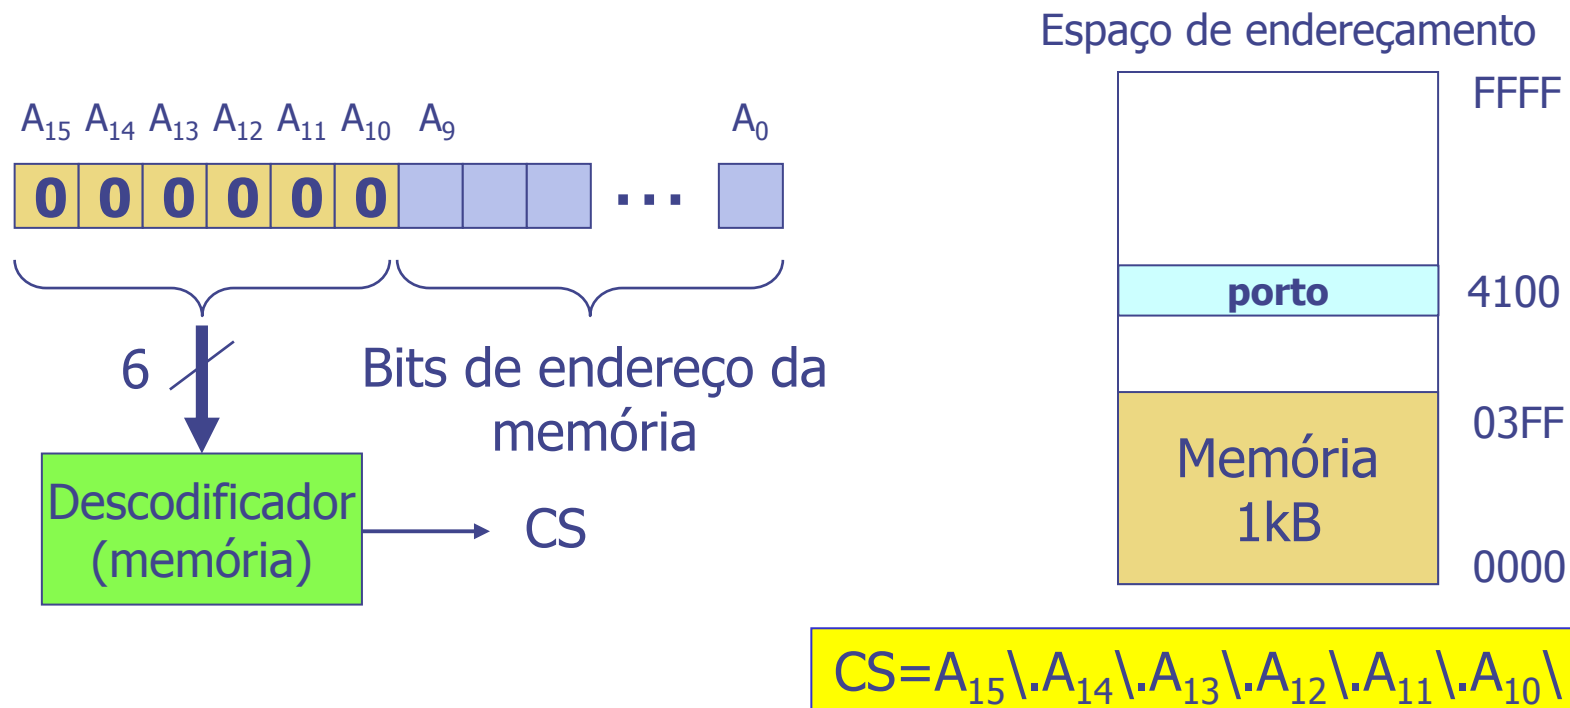 Espaço de endereçamento
FFFF
A₁₅ A₁₄ A₁₃ A₁₂ A₁₁ A₁₀ A₉ A₀
0 0 0 0 0 0 ...
porto
4100
6
Bits de endereço da
memória
03FF
Memória
1kB
Descodificador
(memória)
CS
0000
CS=A₁₅\.A₁₄\.A₁₃\.A₁₂\.A₁₁\.A₁₀\